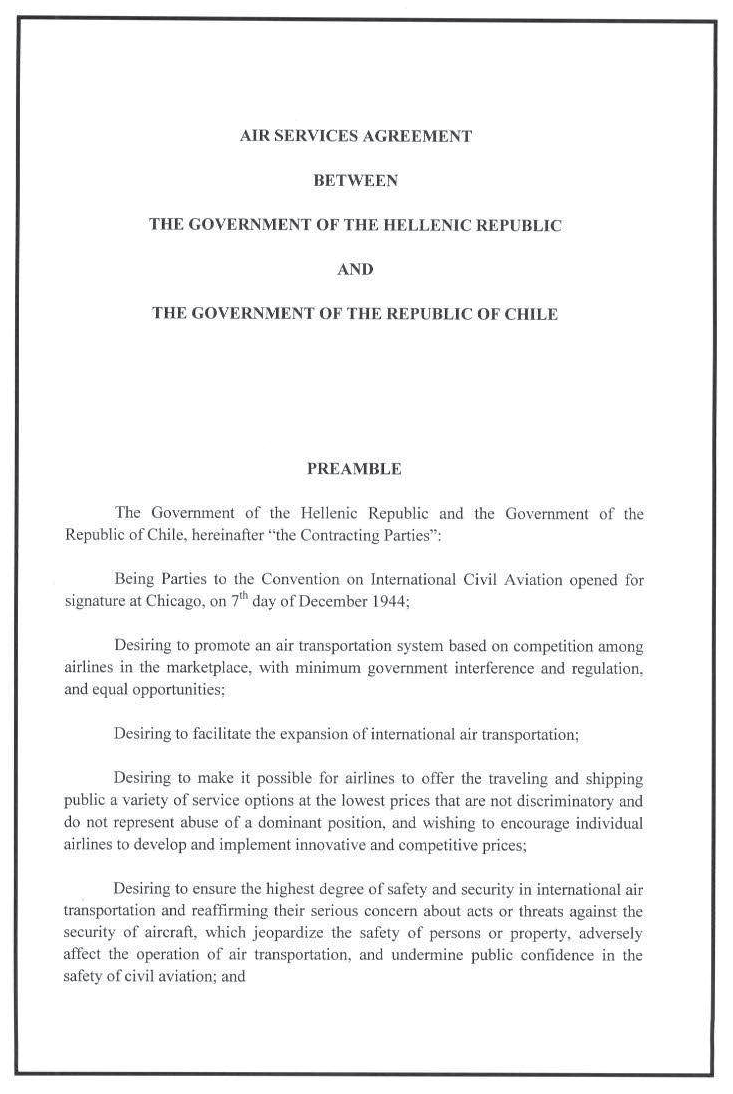 AIR SERVICES AGREEMENT
BETWEEN
THE GOVERNMENT OF THE HELLENIC REPUBLIC
AND
THE GOVERNMENT OF THE REPUBLIC OF CHILE
PREAMBLE
The Government of the Hellenic Republic and the Government of the
Republic of Chile, hereinafter “the Contracting Parties”:
Being Parties to the Convention on International Civil Aviation opened for
signature at Chicago, on 7th day of December 1944;
Desiring to promote an air transportation system based on competition among
airlines in the marketplace, with minimum government interference and regulation,
and equal opportunities;
Desiring to facilitate the expansion of international air transportation;
Desiring to make it possible for airlines to offer the traveling and shipping
public a variety of service options at the lowest prices that are not discriminatory and
do not represent abuse of a dominant position, and wishing to encourage individual
airlines to develop and implement innovative and competitive prices;
Desiring to ensure the highest degree of safety and security in international air
transportation and reaffirming their serious concern about acts or threats against the
security of aircraft, which jeopardize the safety of persons or property, adversely
affect the operation of air transportation, and undermine public confidence in the
safety of civil aviation; and